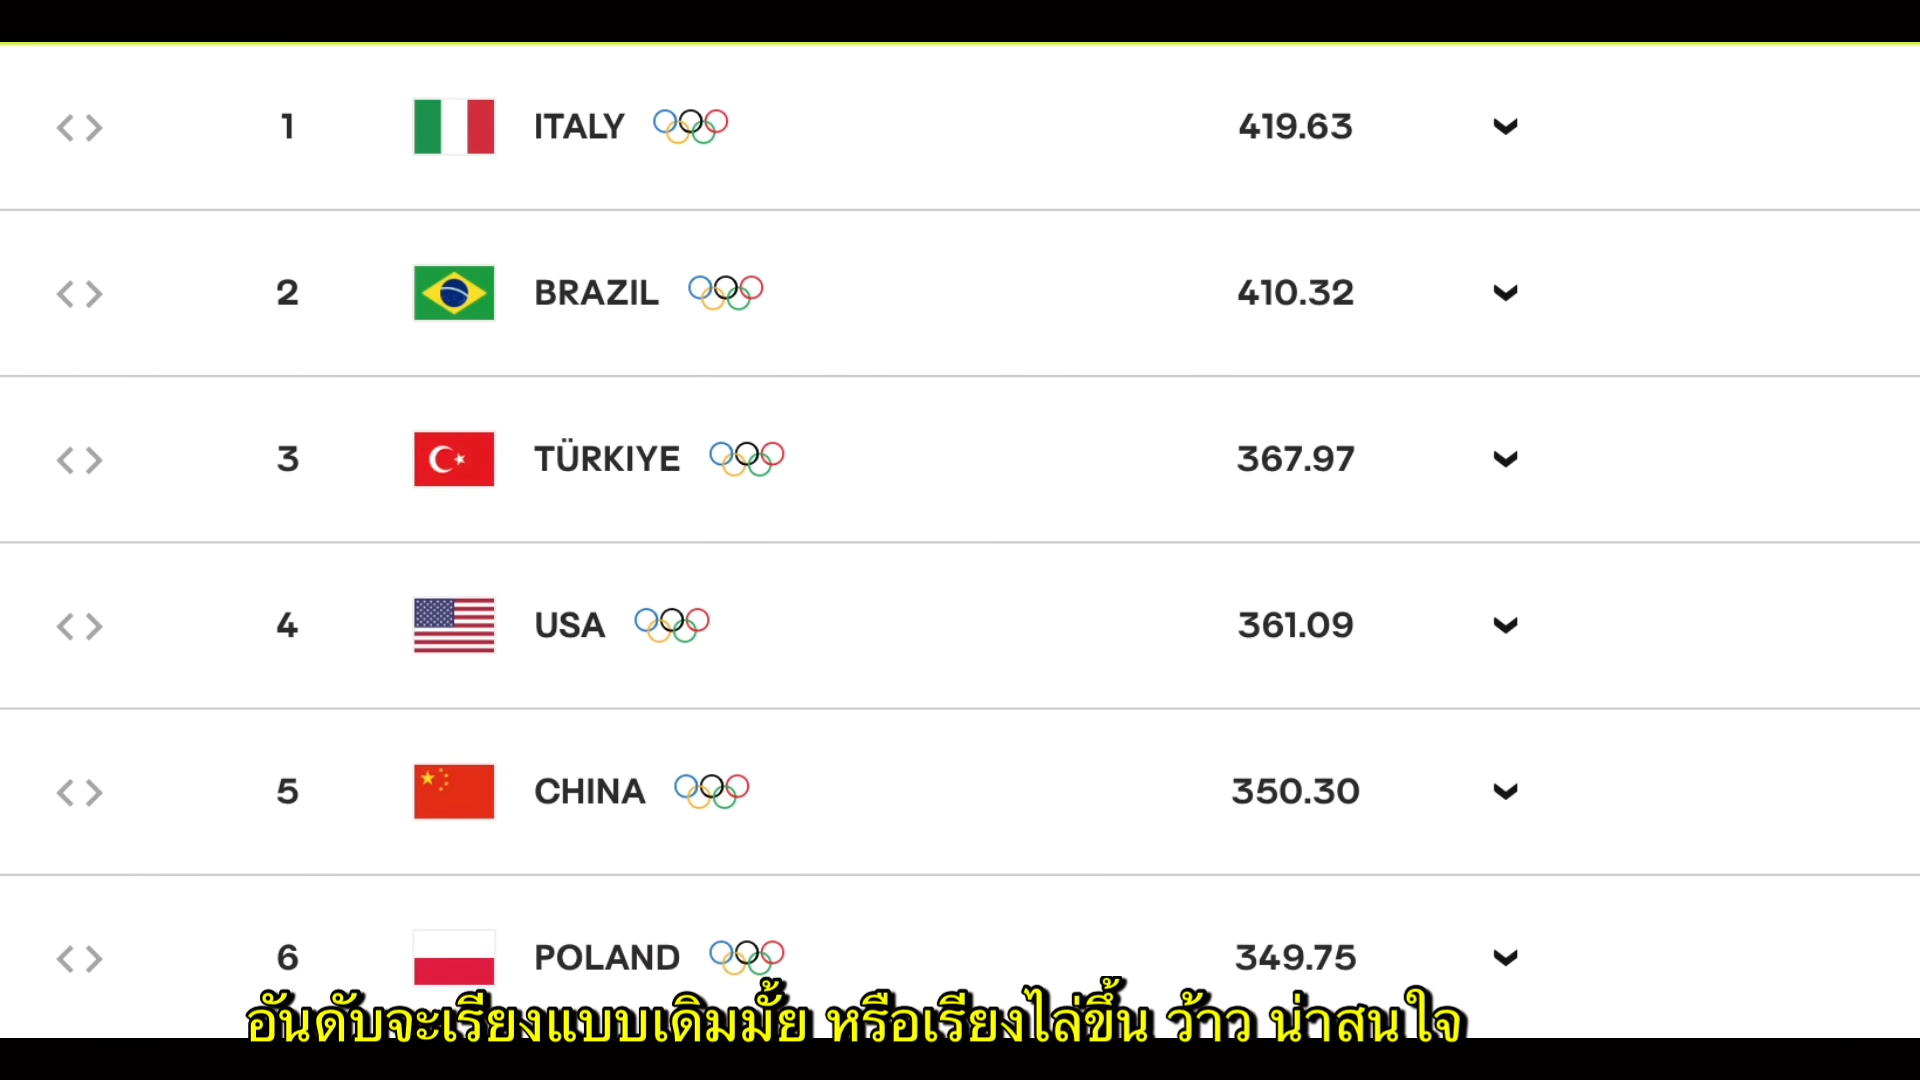 1 ITALY 419.63
2 BRAZIL 410.32
3 TÜRKIYE 367.97
4 USA 361.09
5 CHINA 350.30
6 POLAND 349.75
อันดับจะเรียงแบบเดิมมั้ย หรือเรียงไล่ขึ้น ว้าว น่าสนใจ